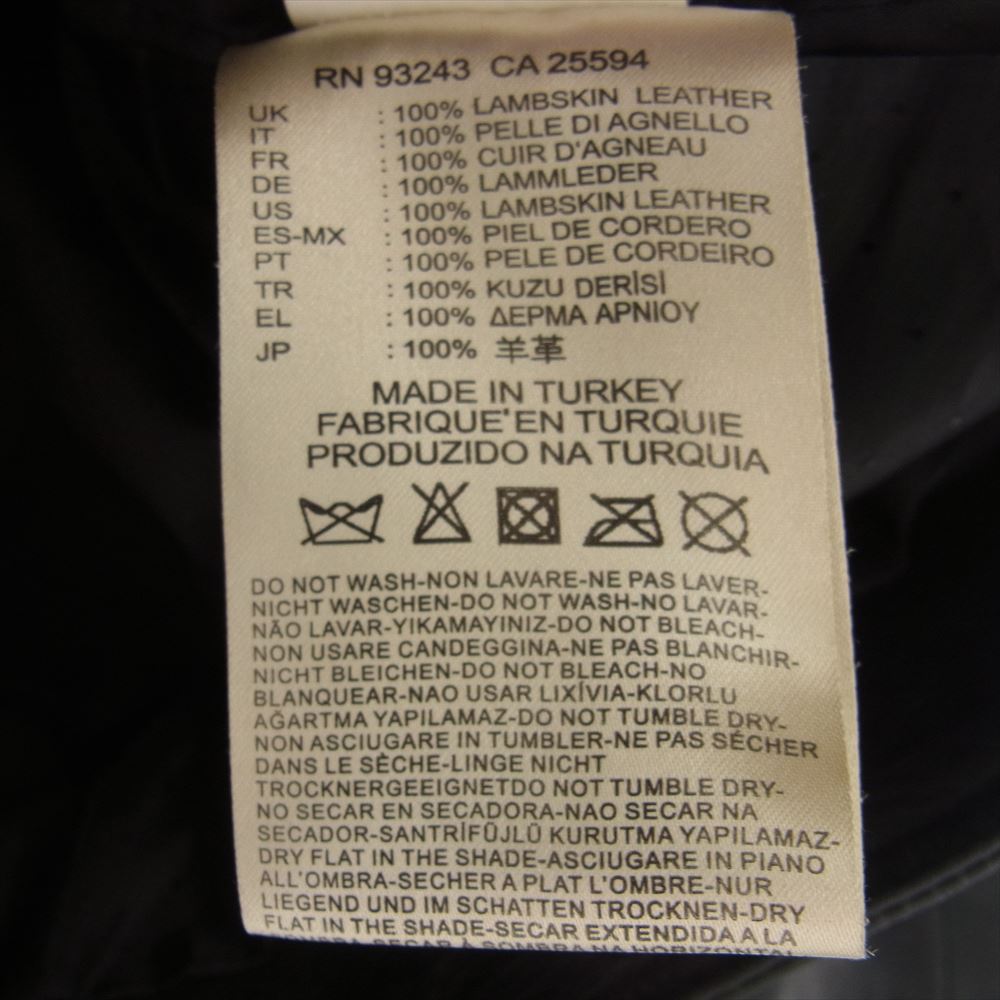 RN 93243 CA 25594
UK : 100% LAMBSKIN LEATHER
IT : 100% PELLE DI AGNELLO
FR : 100% CUIR D'AGNEAU
DE : 100% LAMMLEDER
US : 100% LAMBSKIN LEATHER
ES-MX : 100% PIEL DE CORDERO
PT : 100% PELE DE CORDEIRO
TR : 100% KUZU DERİSİ
EL : 100% ΔΕΡΜΑ ΑΡΝΙΟΥ
JP : 100% 羊革
MADE IN TURKEY
FABRIQUE'EN TURQUIE
PRODUZIDO NA TURQUIA
DO NOT WASH-NON LAVARE-NE PAS LAVER-
NICHT WASCHEN-DO NOT WASH-NO LAVAR-
NÃO LAVAR-YIKAMAYINIZ-DO NOT BLEACH-
NON USARE CANDEGGINA-NE PAS BLANCHIR-
NICHT BLEICHEN-DO NOT BLEACH-NO
BLANQUEAR-NAO USAR LIXÍVIA-KLORLU
AĞARTMA YAPILAMAZ-DO NOT TUMBLE DRY-
NON ASCIUGARE IN TUMBLER-NE PAS SÉCHER
DANS LE SÊCHE-LINGE NICHT
TROCKNERGEEIGNETDO NOT TUMBLE DRY-
NO SECAR EN SECADORA-NAO SECAR NA
SECADOR-SANTRİFŰJLŰ KURUTMA YAPILAMAZ-
DRY FLAT IN THE SHADE-ASCIUGARE IN PIANO
ALL'OMBRA-SECHER A PLAT L'OMBRE-NUR
LIEGEND UND IM SCHATTEN TROCKNEN-DRY
FLAT IN THE SHADE-SECAR EXTENDIDA A LA
SECAR À SOMBRA NA HORIZONTAL